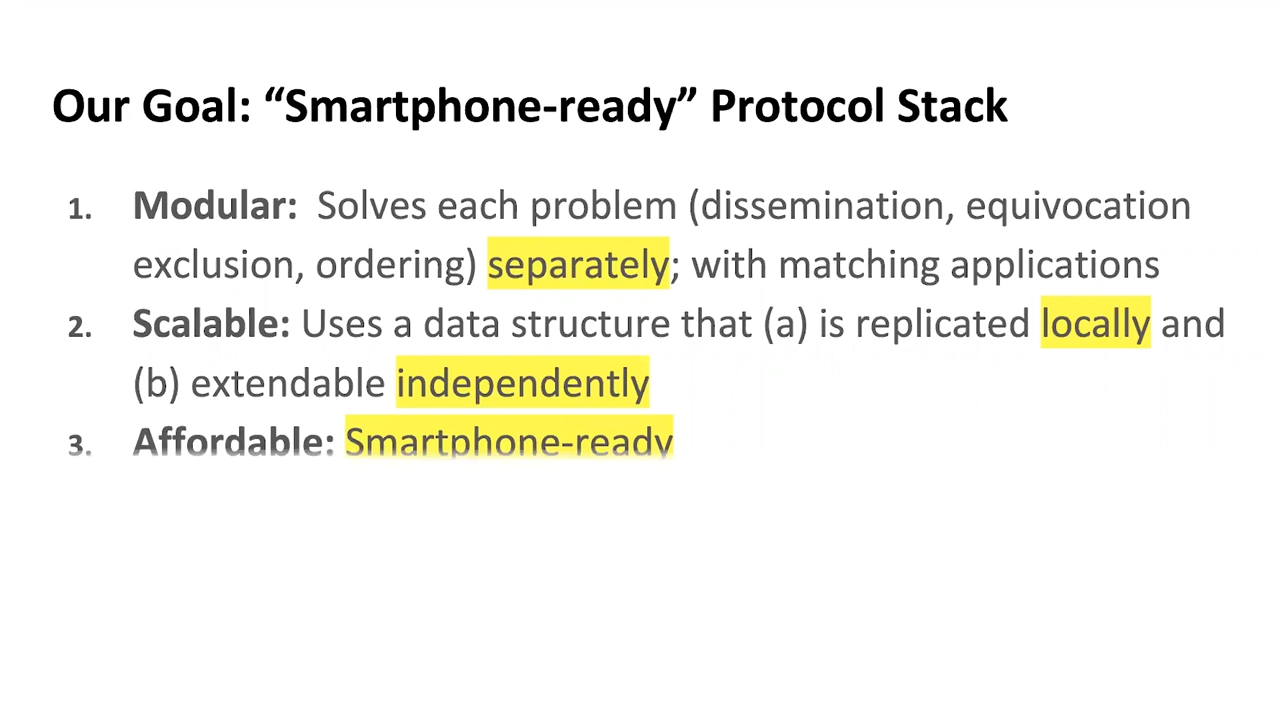 Our Goal: “Smartphone-ready” Protocol Stack
1. Modular: Solves each problem (dissemination, equivocation
exclusion, ordering) separately; with matching applications
2. Scalable: Uses a data structure that (a) is replicated locally and
(b) extendable independently
3. Affordable: Smartphone-ready